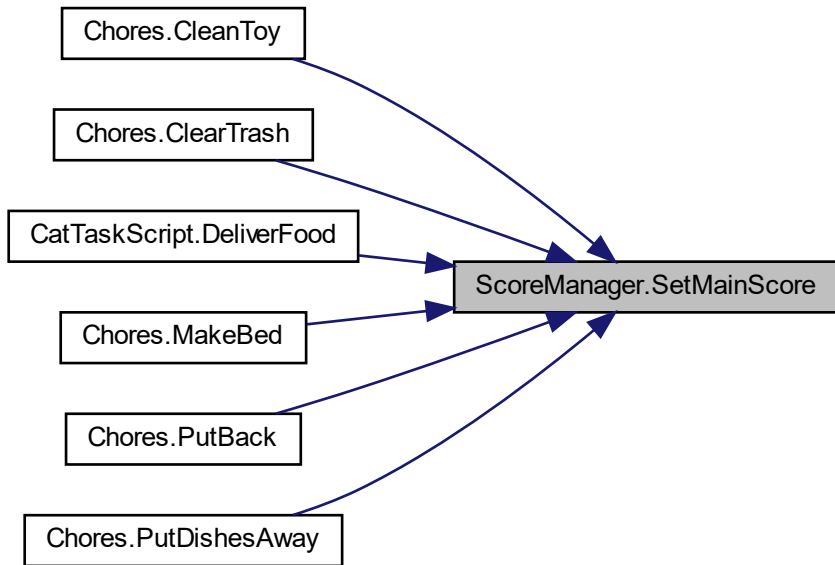 Chores.CleanToy
Chores.ClearTrash
CatTaskScript.DeliverFood
ScoreManager.SetMainScore
Chores.MakeBed
Chores.PutBack
Chores.PutDishesAway